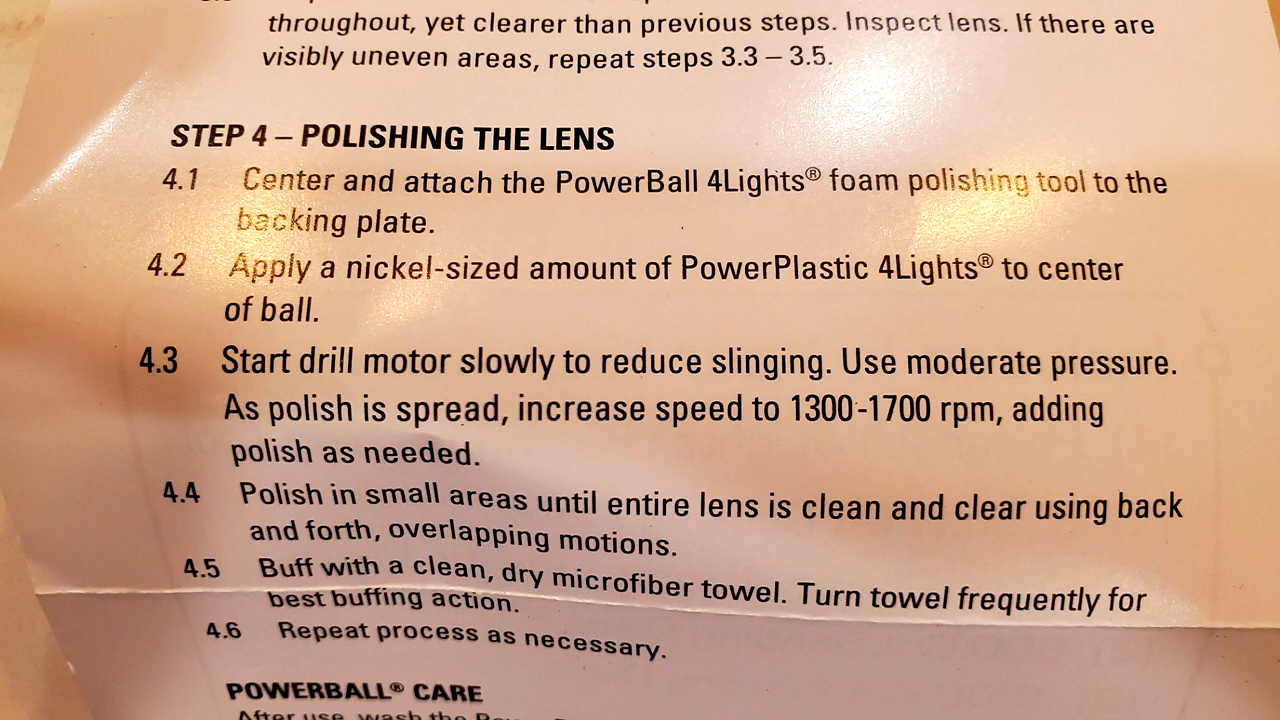 throughout, yet clearer than previous steps. Inspect lens. If there are
visibly uneven areas, repeat steps 3.3 – 3.5.
STEP 4 – POLISHING THE LENS
4.1 Center and attach the PowerBall 4Lights® foam polishing tool to the
backing plate.
4.2 Apply a nickel-sized amount of PowerPlastic 4Lights® to center
of ball.
4.3 Start drill motor slowly to reduce slinging. Use moderate pressure.
As polish is spread, increase speed to 1300-1700 rpm, adding
polish as needed.
4.4 Polish in small areas until entire lens is clean and clear using back
and forth, overlapping motions.
4.5 Buff with a clean, dry microfiber towel. Turn towel frequently for
best buffing action.
4.6 Repeat process as necessary.
POWERBALL® CARE
After use, wash the